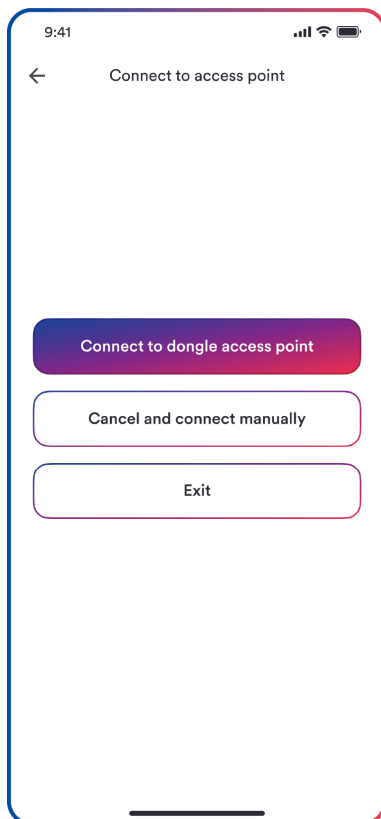 9:41
Connect to access point
Connect to dongle access point
Cancel and connect manually
Exit